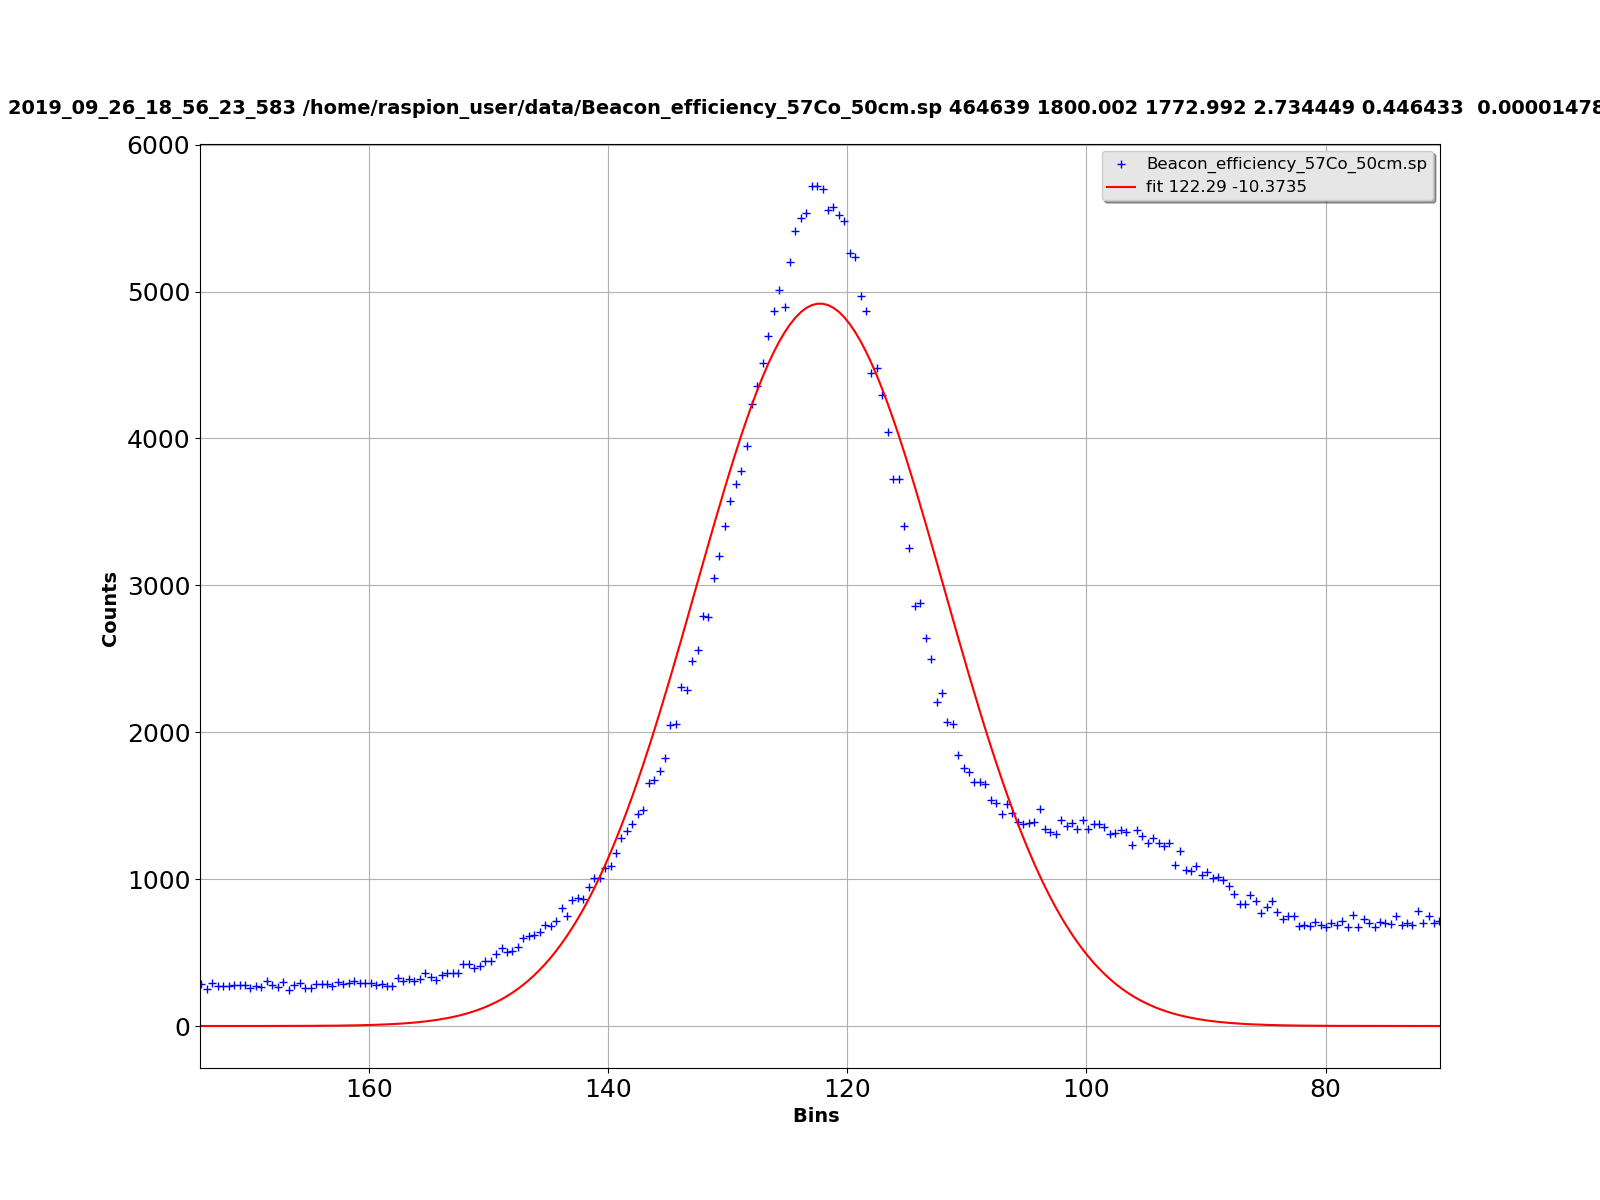 2019_09_26_18_56_23_583 /home/raspion_user/data/Beacon_efficiency_57Co_50cm.sp 464639 1800.002 1772.992 2.734449 0.446433  0.00001478
6000
5000
4000
3000
2000
1000
0
Counts
Beacon_efficiency_57Co_50cm.sp
fit 122.29 -10.3735
160 140 120 100 80
Bins